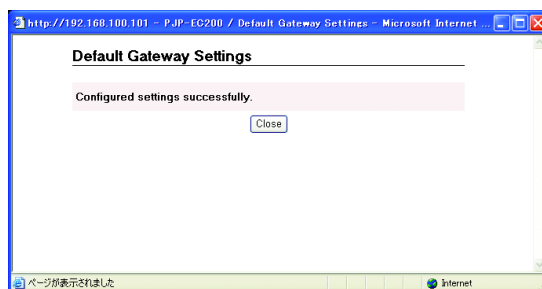 http://192.168.100.101 - PJP-EC200 / Default Gateway Settings - Microsoft Internet ...
Default Gateway Settings
Configured settings successfully.
Close
ページが表示されました
Internet